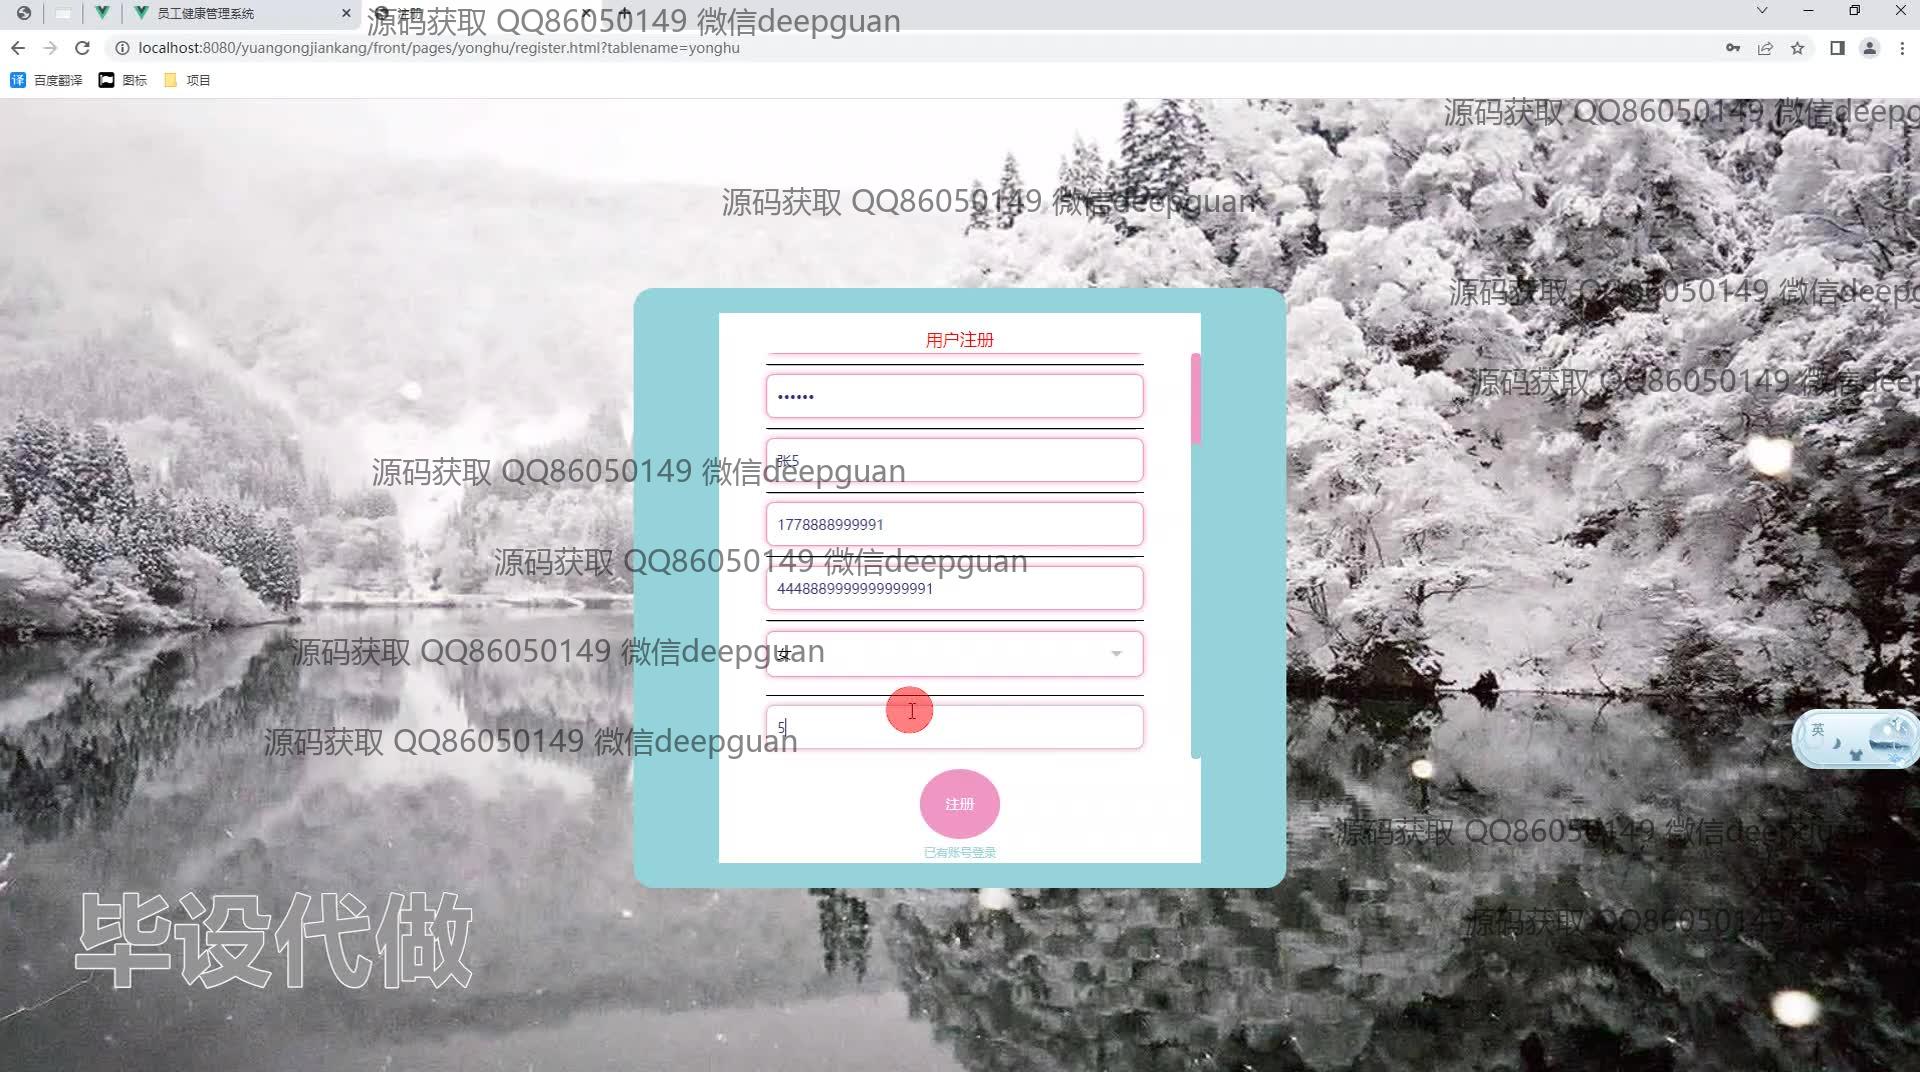 员工健康管理系统
注册
源码获取 QQ86050149 微信deepguan
localhost:8080/yuangongjiankang/front/pages/yonghu/register.html?tablename=yonghu
译 百度翻译 图标 项目
源码获取 QQ86050149 微信deepg
源码获取 QQ86050149 微信deepguan
源码获取 QQ86050149 微信deepg
用户注册
源码获取 QQ86050149 微信deep
••••••
张5
源码获取 QQ86050149 微信deepguan
1778888999991
源码获取 QQ86050149 微信deepguan
4448889999999999991
女
源码获取 QQ86050149 微信deepguan
5
源码获取 QQ86050149 微信deepguan
英
注册
源码获取 QQ86050149 微信deepguan
已有账号登录
源码获取 QQ86050149
毕设代做